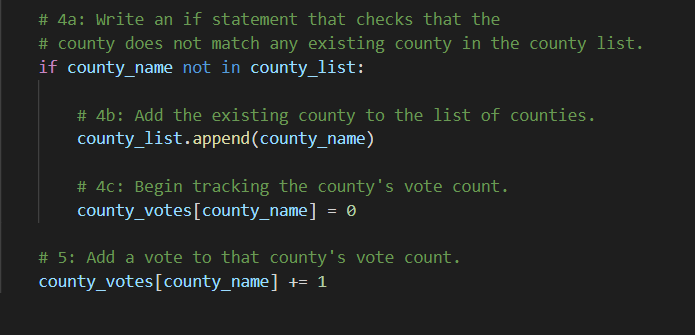 # 4a: Write an if statement that checks that the
# county does not match any existing county in the county list.
if county_name not in county_list:
# 4b: Add the existing county to the list of counties.
county_list.append(county_name)
# 4c: Begin tracking the county's vote count.
county_votes[county_name] = 0
# 5: Add a vote to that county's vote count.
county_votes[county_name] += 1